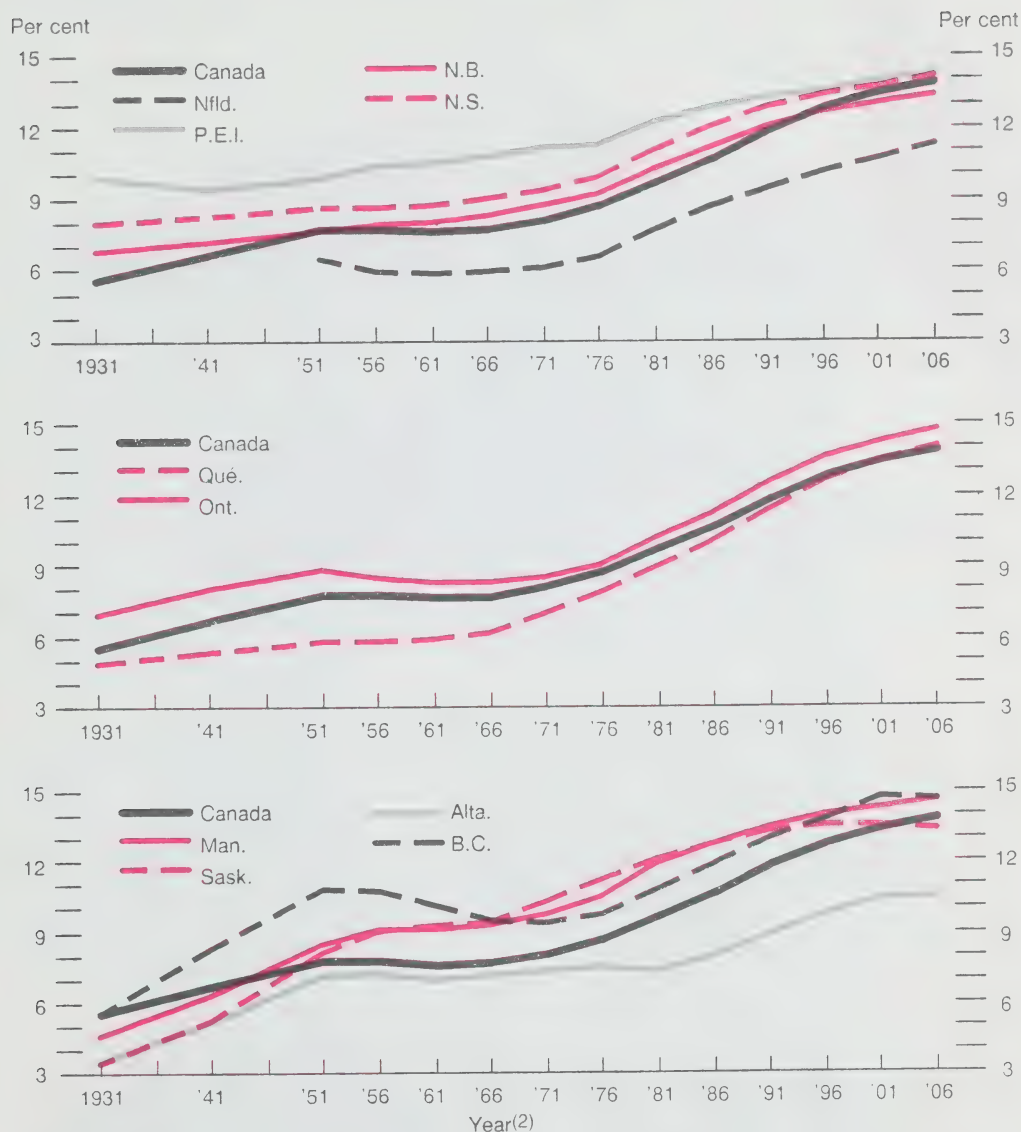 Per cent Per cent
15 15
Canada N.B.
Nfld. N.S.
P.E.I.
12 12
9 9
6 6
3 3
1931 '41 '51 '56 '61 '66 '71 '76 '81 '86 '91 '96 '01 '06
15 15
Canada
Qué.
Ont.
12 12
9 9
6 6
3 3
1931 '41 '51 '56 '61 '66 '71 '76 '81 '86 '91 '96 '01 '06
15 15
Canada Alta.
Man. B.C.
Sask.
12 12
9 9
6 6
3 3
1931 '41 '51 '56 '61 '66 '71 '76 '81 '86 '91 '96 '01 '06
Year(2)